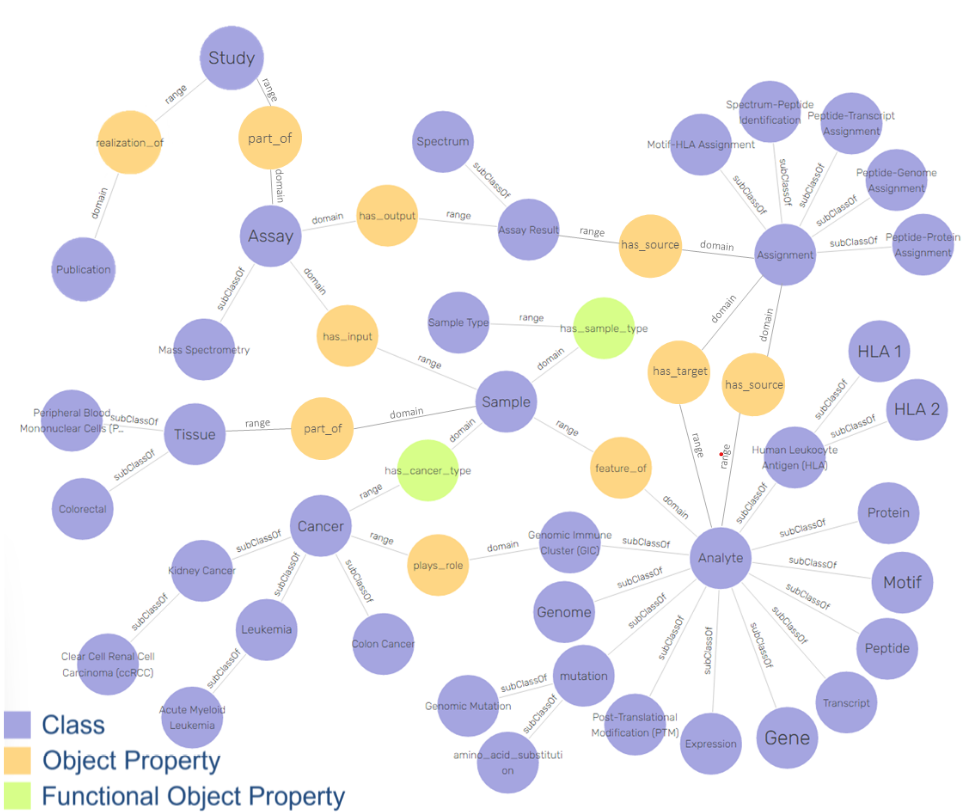 Study
range
range
realization_of
part_of
domain
domain
Publication
Assay
subClassOf
Mass Spectrometry
domain
has_output
range
Spectrum
subClassOf
Assay Result
range
has_source
domain
Assignment
Motif-HLA Assignment
subClassOf
Spectrum-Peptide
Identification
subClassOf
Peptide-Transcript
Assignment
subClassOf
Peptide-Genome
Assignment
subClassOf
Peptide-Protein
Assignment
subClassOf
domain
has_input
range
Sample Type
range
has_sample_type
domain
Sample
domain
domain
has_target
has_source
range
range
HLA 1
subClassOf
HLA 2
subClassOf
Human Leukocyte
Antigen (HLA)
subClassOf
Peripheral Blood
Mononuclear Cells (P...
subClassOf
Tissue
range
part_of
domain
subClassOf
Colorectal
domain
has_cancer_type
range
range
feature_of
domain
Cancer
range
plays_role
domain
Genomic Immune
Cluster (GIC)
subClassOf
Analyte
subClassOf
Protein
subClassOf
Motif
subClassOf
Peptide
subClassOf
Transcript
subClassOf
Gene
subClassOf
Expression
subClassOf
Post-Translational
Modification (PTM)
subClassOf
mutation
subClassOf
Genome
subClassOf
Genomic Mutation
subClassOf
amino_acid_substituti
on
subClassOf
Kidney Cancer
subClassOf
Clear Cell Renal Cell
Carcinoma (ccRCC)
subClassOf
Leukemia
subClassOf
Acute Myeloid
Leukemia
subClassOf
Colon Cancer
Class
Object Property
Functional Object Property